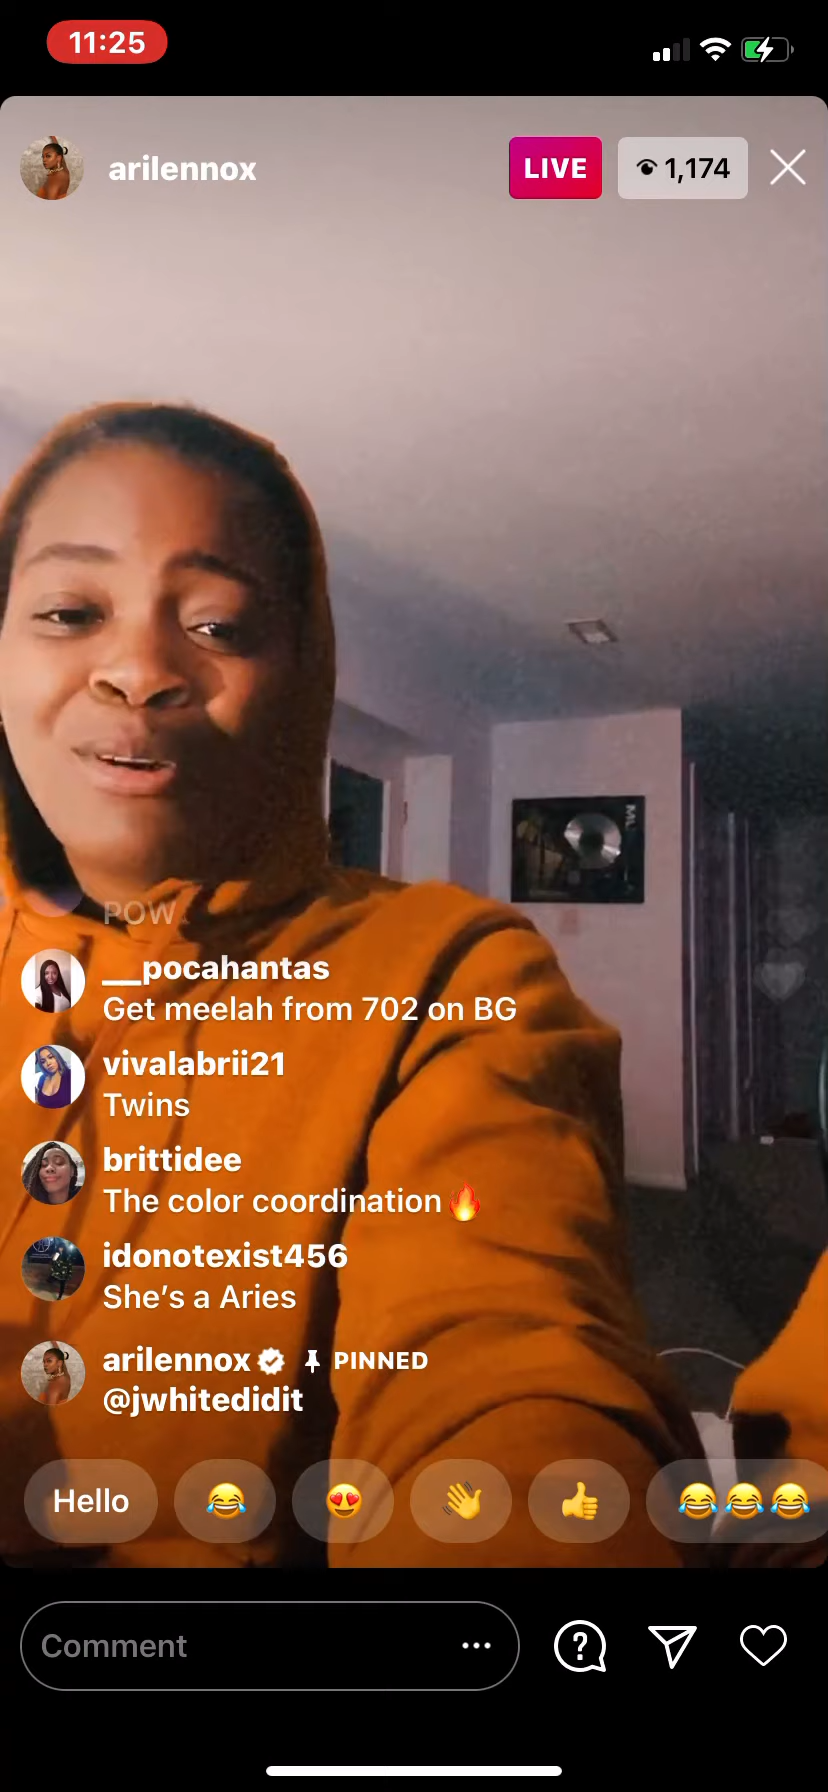 11:25
arilennox
LIVE
1,174
POW
__pocahantas
Get meelah from 702 on BG
vivalabrii21
Twins
brittidee
The color coordination🔥
idonotexist456
She's a Aries
arilennox PINNED
@jwhitedidit
Hello 😂 😍 👋 👍 😂😂😂
Comment